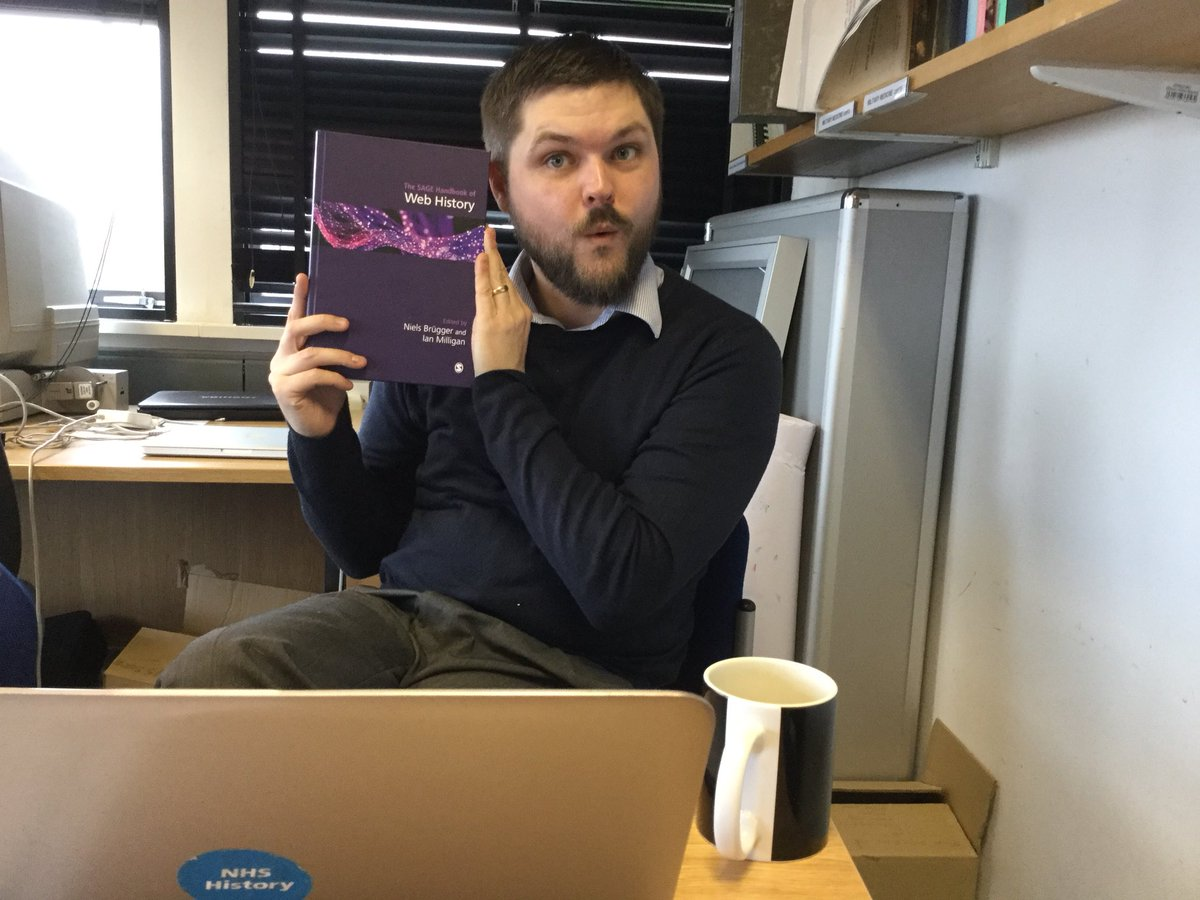 The SAGE Handbook of
Web History
Edited by
Niels Brügger and
Ian Milligan
NHS
History